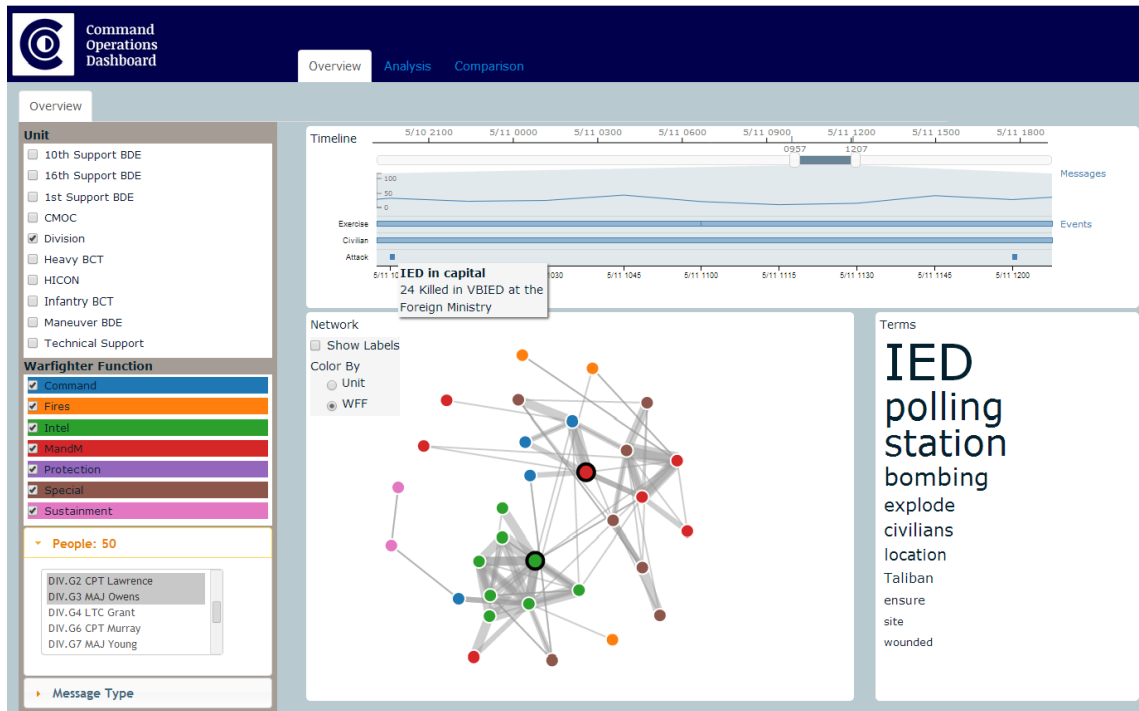 Command
Operations
Dashboard
Overview Analysis Comparison
Overview
Unit
10th Support BDE
16th Support BDE
1st Support BDE
CMOC
Division
Heavy BCT
HICON
Infantry BCT
Maneuver BDE
Technical Support
Warfighter Function
Command
Fires
Intel
MandM
Protection
Special
Sustainment
People: 50
DIV.G2 CPT Lawrence
DIV.G3 MAJ Owens
DIV.G4 LTC Grant
DIV.G6 CPT Murray
DIV.G7 MAJ Young
Message Type
Timeline
5/10 2100 5/11 0000 5/11 0300 5/11 0600 5/11 0900 5/11 1200 5/11 1500 5/11 1800
0957 1207
Messages
100
50
0
Exercise
Events
Civilian
Attack
5/11 10 1030 5/11 1045 5/11 1100 5/11 1115 5/11 1130 5/11 1145 5/11 1200
IED in capital
24 Killed in VBIED at the
Foreign Ministry
Network
Show Labels
Color By
Unit
WFF
Terms
IED
polling
station
bombing
explode
civilians
location
Taliban
ensure
site
wounded